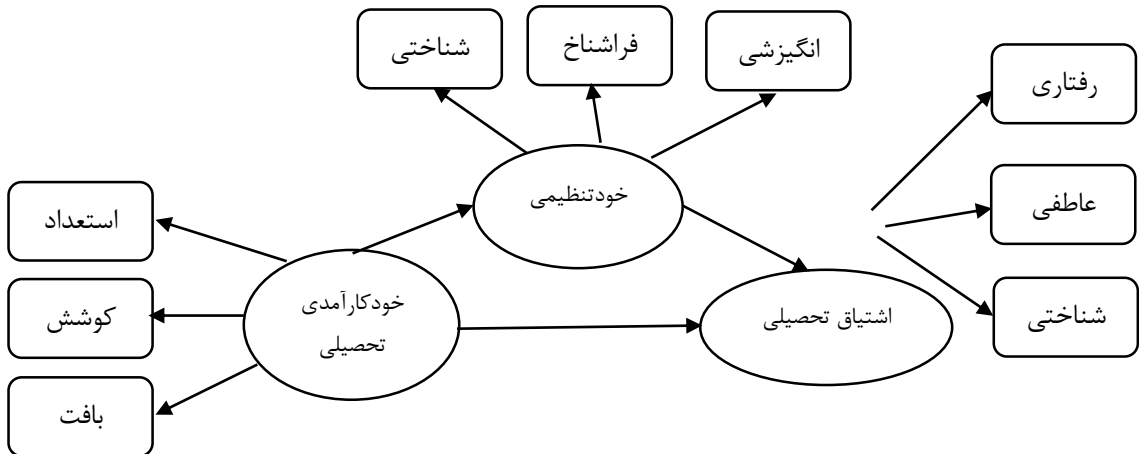 انگیزشی
فراشناخ
شناختی
رفتاری
عاطفی
شناختی
خودتنظیمی
استعداد
کوشش
بافت
خودکارآمدی
تحصیلی
اشتیاق تحصیلی